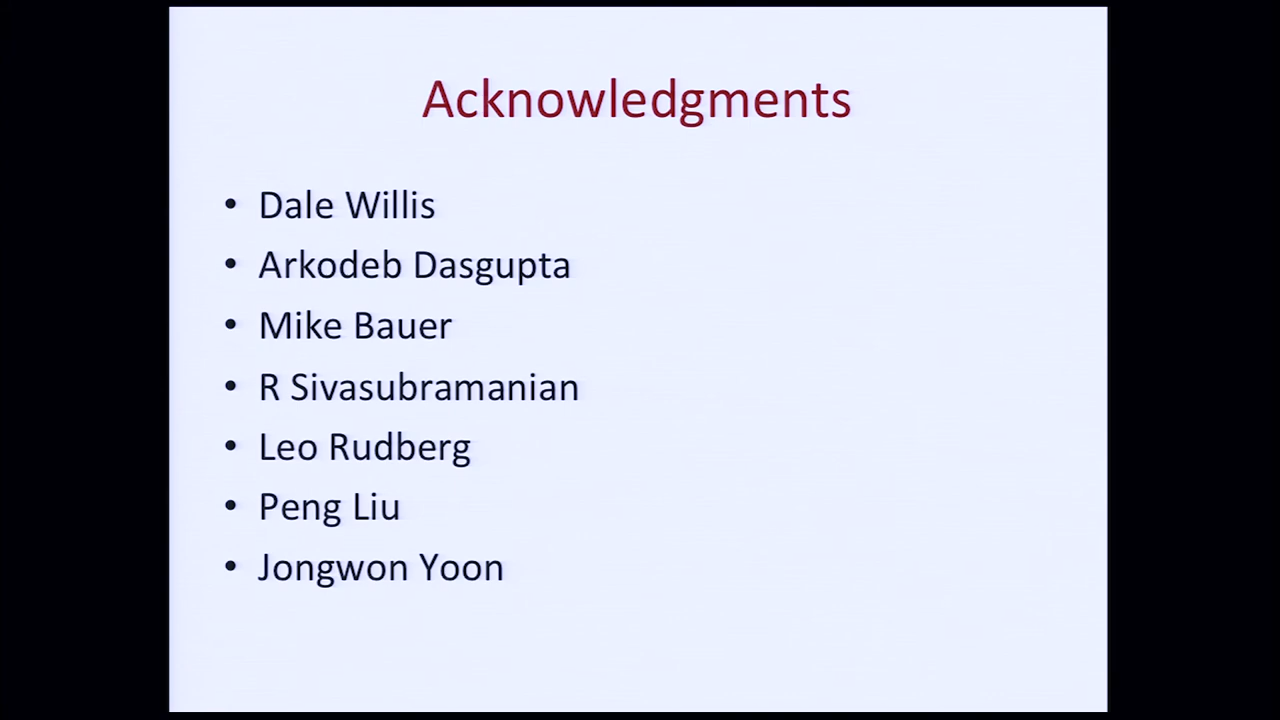 Acknowledgments
• Dale Willis
• Arkodeb Dasgupta
• Mike Bauer
• R Sivasubramanian
• Leo Rudberg
• Peng Liu
• Jongwon Yoon